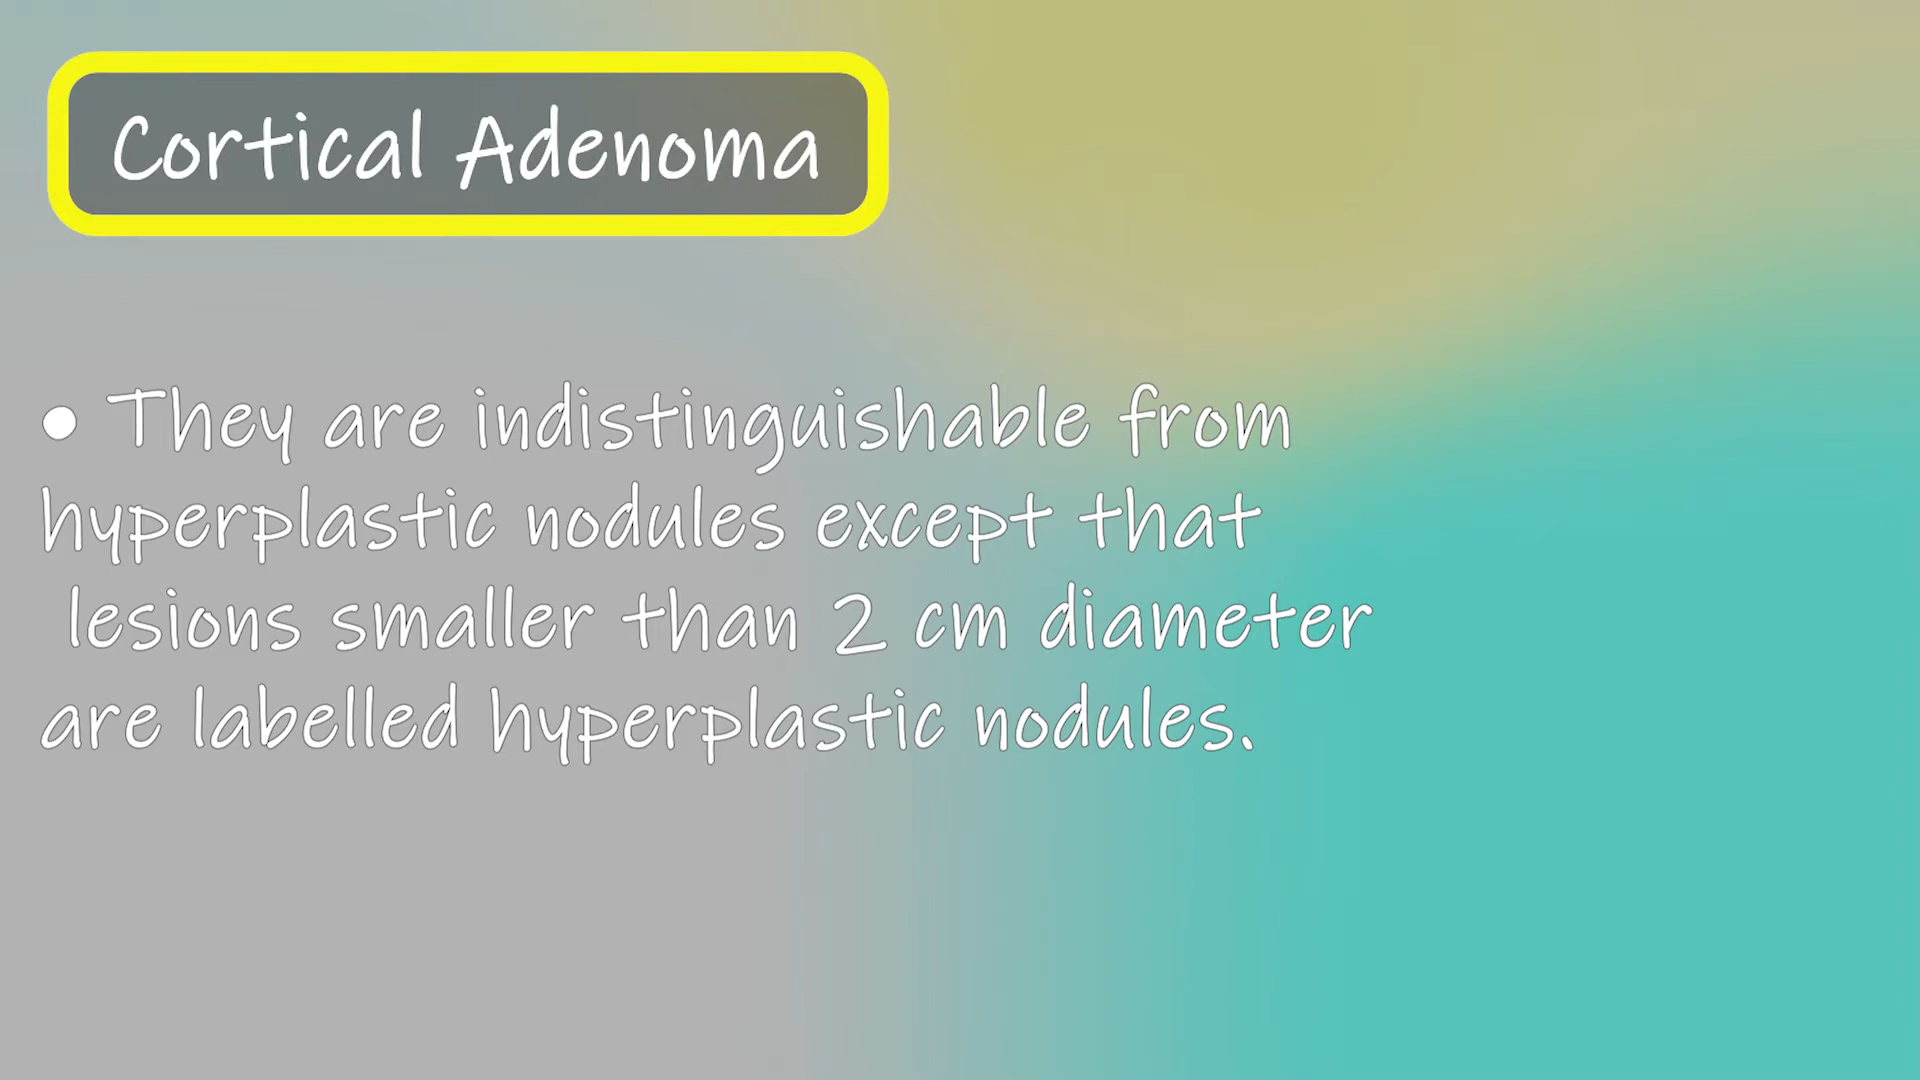 Cortical Adenoma
• They are indistinguishable from
hyperplastic nodules except that
lesions smaller than 2 cm diameter
are labelled hyperplastic nodules.